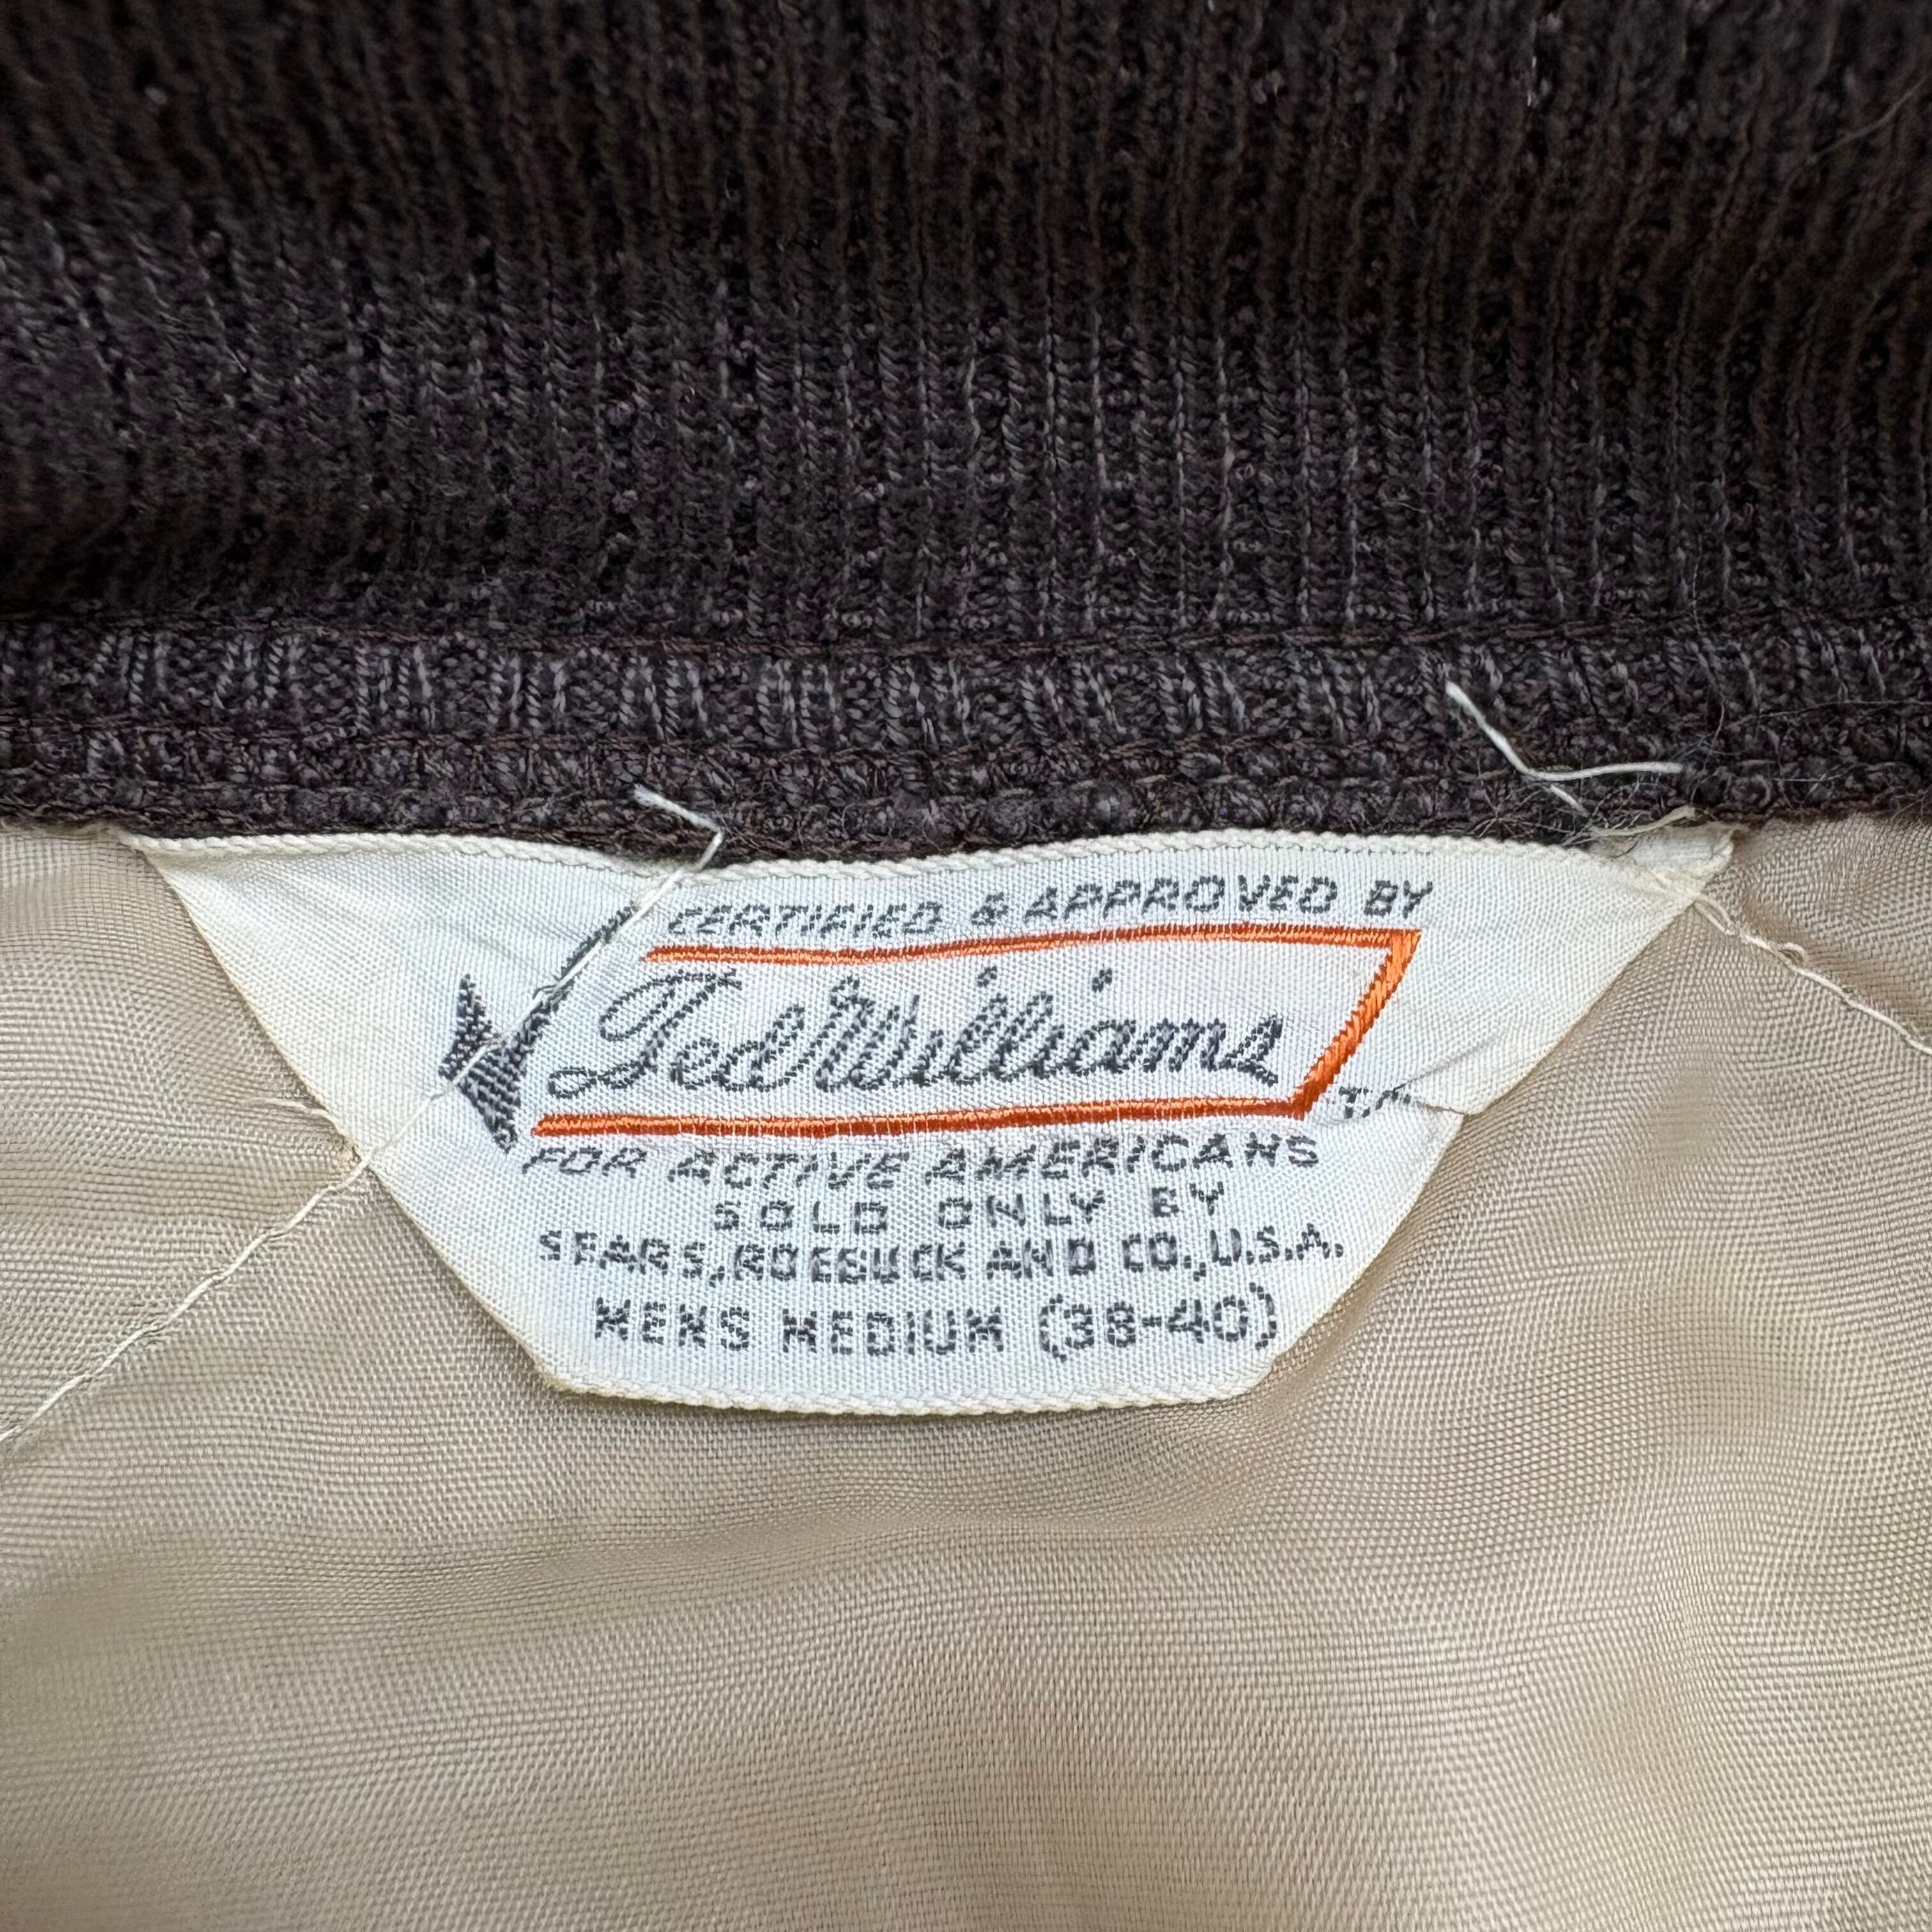 CERTIFIED & APPROVED BY
Ted Williams
FOR ACTIVE AMERICANS
SOLD ONLY BY
SEARS, ROEBUCK AND CO., U.S.A.
MENS MEDIUM (38-40)